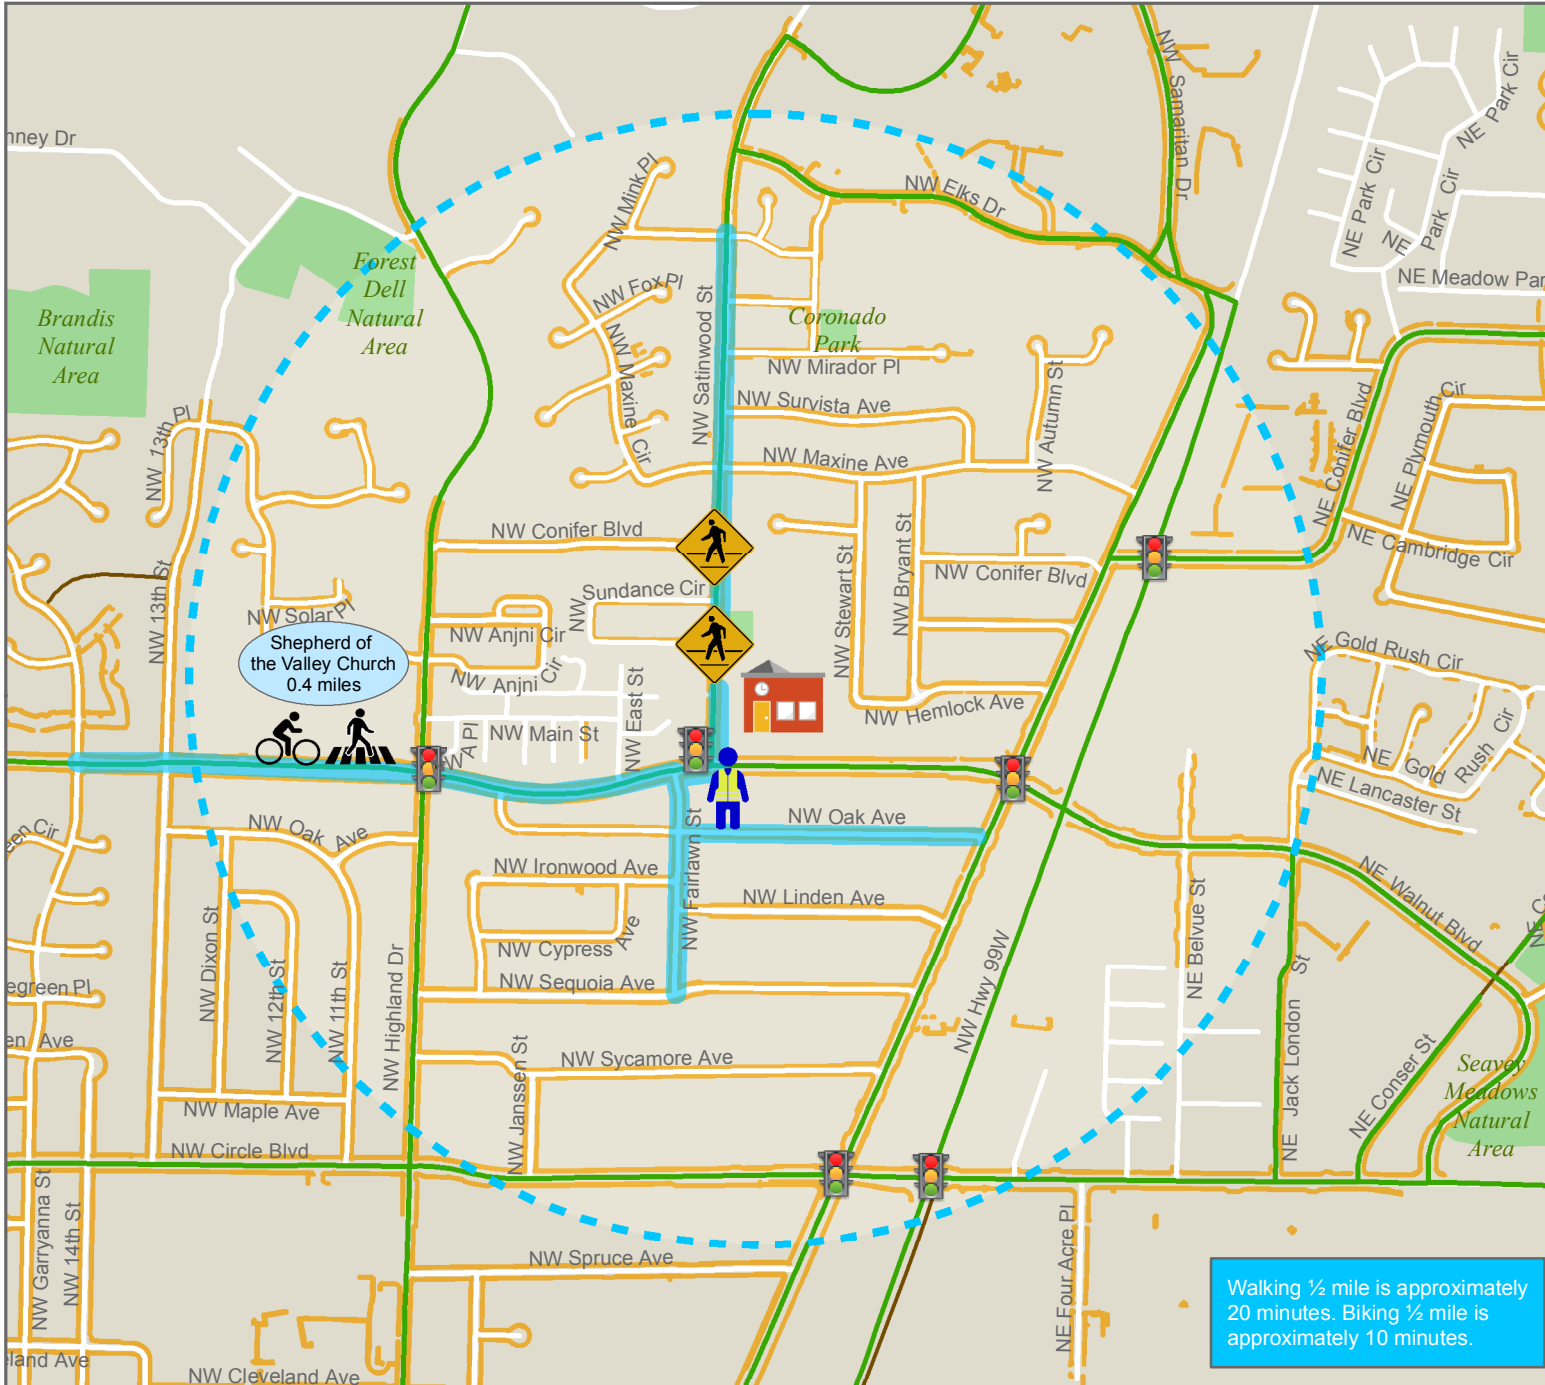 nney Dr
NW Samaritan Dr
NE Park Cir
NE Park Cir
NE Park Cir
NE Meadow Par
NW Mink Pl
NW Elks Dr
Forest
Dell
Natural
Area
Brandis
Natural
Area
NW Fox Pl
NW Satinwood St
Coronado
Park
NW Mirador Pl
NW Maxine Cir
NW Survista Ave
NW Autumn St
NW Maxine Ave
NW 13th Pl
NE Conifer Blvd
NE Plymouth Cir
NE Cambridge Cir
NW Conifer Blvd
NW Stewart St
NW Bryant St
NW Conifer Blvd
NW 13th St
NW Solar Pl
Shepherd of
the Valley Church
0.4 miles
NW Sundance Cir
NW Anjni Cir
NW Anjni Cir
NW East St
NW Main St
NW A Pl
NW Hemlock Ave
NE Gold Rush Cir
NE Gold Rush Cir
NE Lancaster St
NW Oak Ave
een Cir
NW Oak Ave
NW Fairlawn St
NW Ironwood Ave
NW Linden Ave
NW Cypress Ave
NW Sequoia Ave
NW Dixon St
NW 12th St
NW 11th St
NW Highland Dr
NW Hwy 99W
NE Belvue St
NE Walnut Blvd
NE Co
egreen Pl
en Ave
NW Sycamore Ave
NW Janssen St
NE Jack London St
NE Conser St
Seavey
Meadows
Natural
Area
NW Maple Ave
NW Circle Blvd
NW Garryanna St
NW 14th St
NW Spruce Ave
NE Four Acre Pl
land Ave
NW Cleveland Ave
Walking ½ mile is approximately
20 minutes. Biking ½ mile is
approximately 10 minutes.